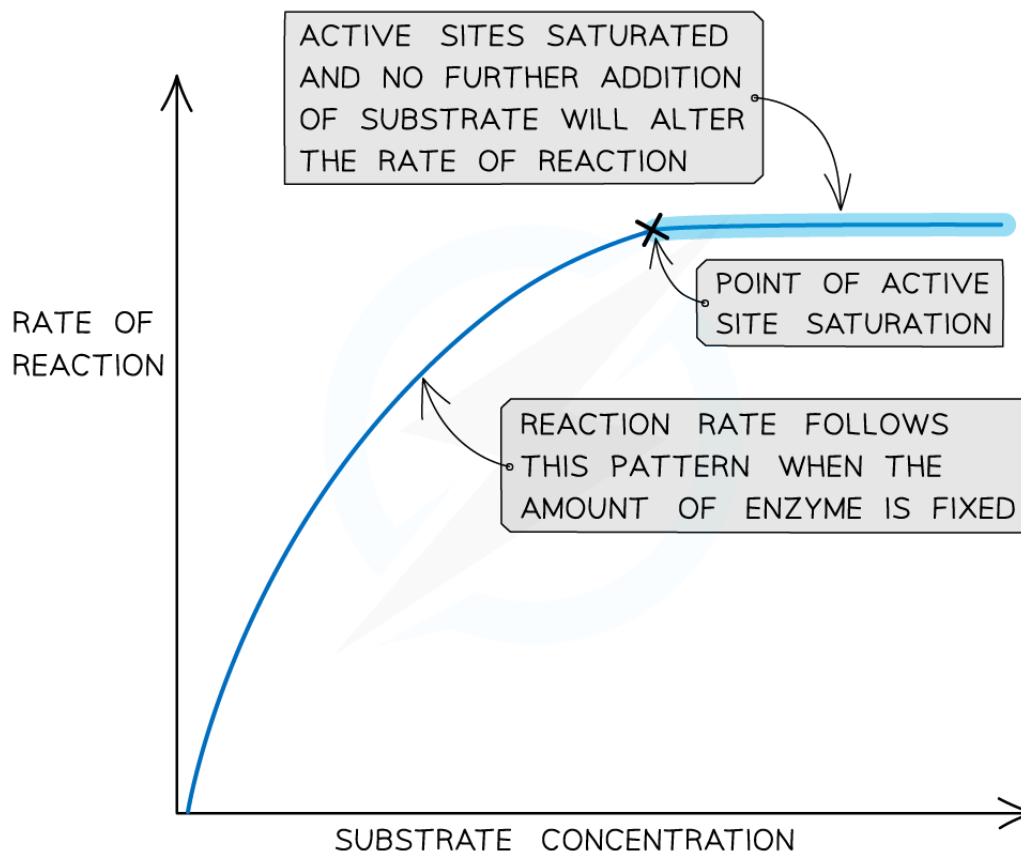 ACTIVE SITES SATURATED
AND NO FURTHER ADDITION
OF SUBSTRATE WILL ALTER
THE RATE OF REACTION
POINT OF ACTIVE
SITE SATURATION
RATE OF
REACTION
REACTION RATE FOLLOWS
THIS PATTERN WHEN THE
AMOUNT OF ENZYME IS FIXED
SUBSTRATE CONCENTRATION